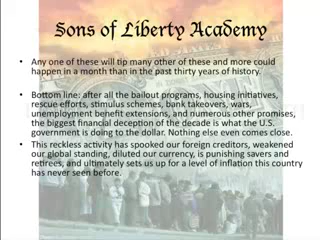 Sons of Liberty Academy
• Any one of these will tip many other of these and more could
happen in a month than in the past thirty years of history.
• Bottom line: after all the bailout programs, housing initiatives,
rescue efforts, stimulus schemes, bank takeovers, wars,
unemployment benefit extensions, and numerous other promises,
the biggest financial deception of the decade is what the U.S.
government is doing to the dollar. Nothing else even comes close.
• This reckless activity has spooked our foreign creditors, weakened
our global standing, diluted our currency, is punishing savers and
retirees, and ultimately sets us up for a level of inflation this country
has never seen before.